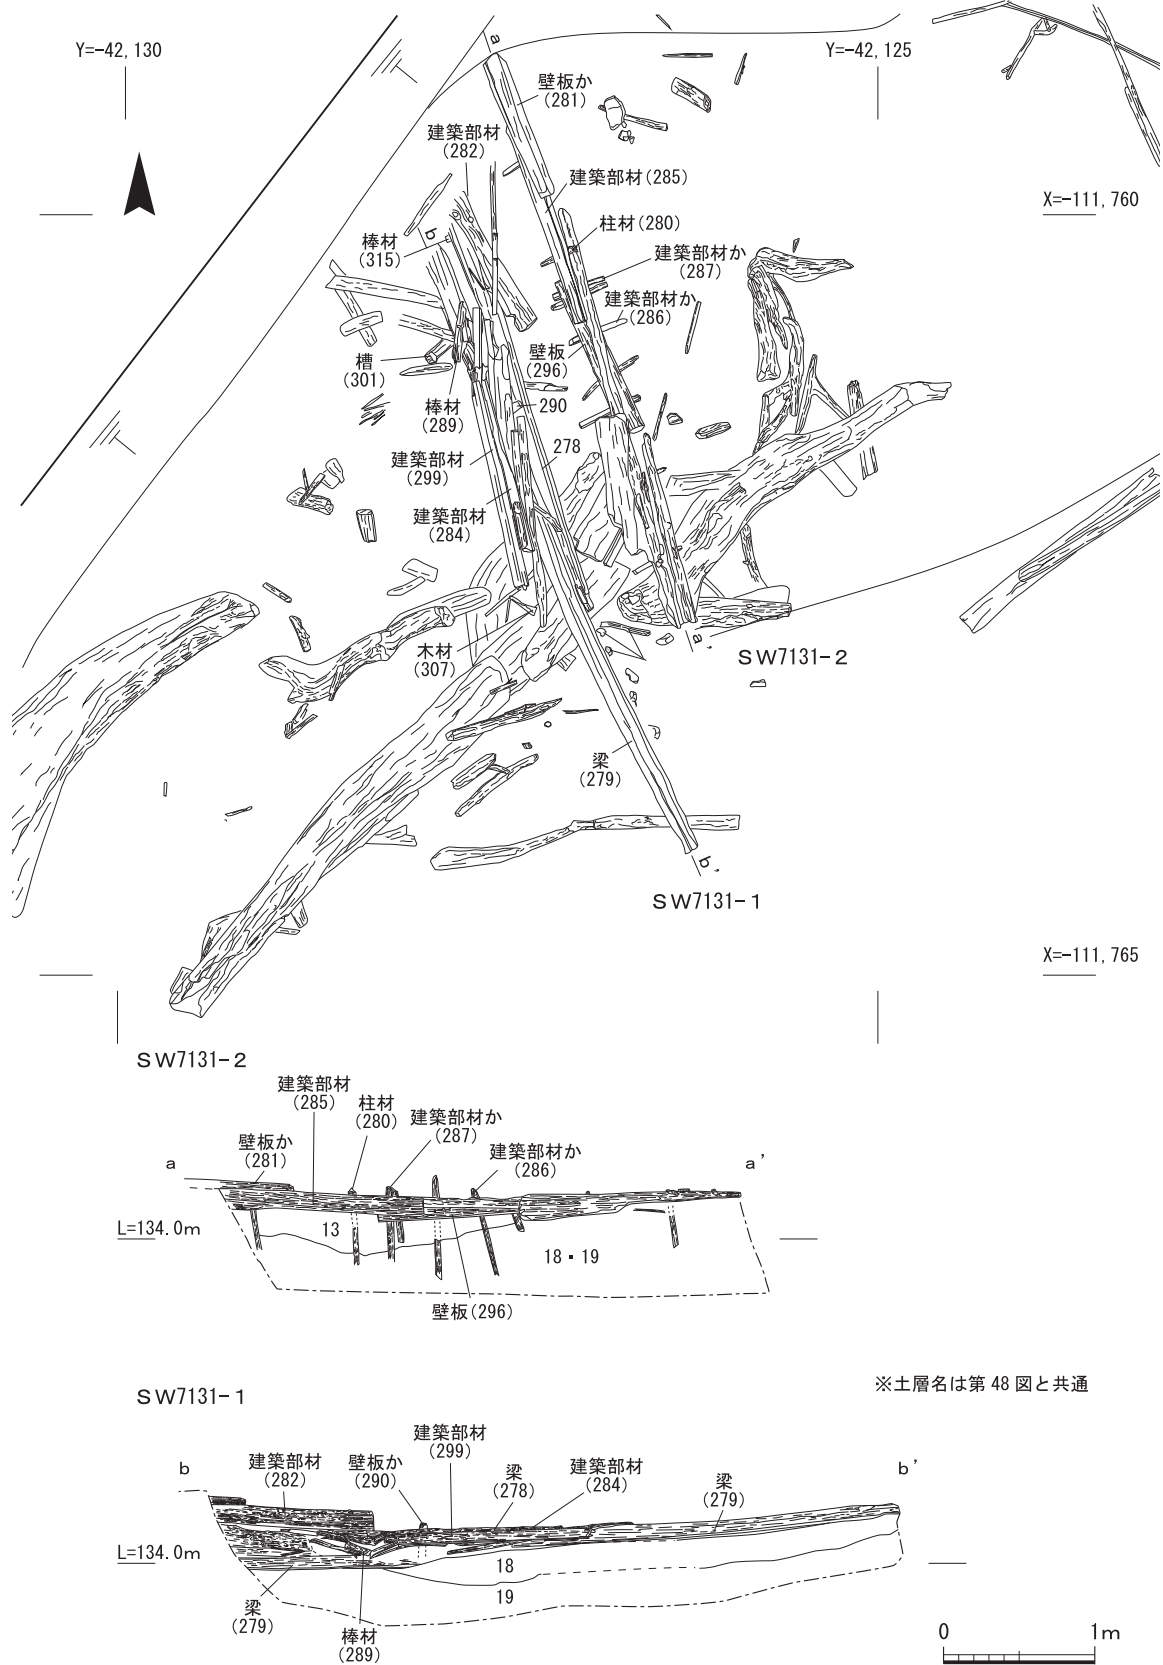 Y=-42,130
Y=-42,125
a
壁板か
(281)
建築部材
(282)
建築部材(285)
X=-111,760
柱材(280)
棒材
(315)
b
建築部材か
(287)
建築部材か
(286)
壁板
(296)
槽
(301)
棒材
(289)
290
278
建築部材
(299)
建築部材
(284)
木材
(307)
a'
SW7131-2
梁
(279)
b'
SW7131-1
X=-111,765
SW7131-2
建築部材
(285)
柱材
(280)
建築部材か
(287)
壁板か
(281)
建築部材か
(286)
a
a'
L=134.0m
13
18・19
壁板(296)
SW7131-1
※土層名は第48図と共通
建築部材
(299)
建築部材
(282)
壁板か
(290)
梁
(278)
建築部材
(284)
梁
(279)
b
b'
L=134.0m
18
19
梁
(279)
棒材
(289)
0
1m